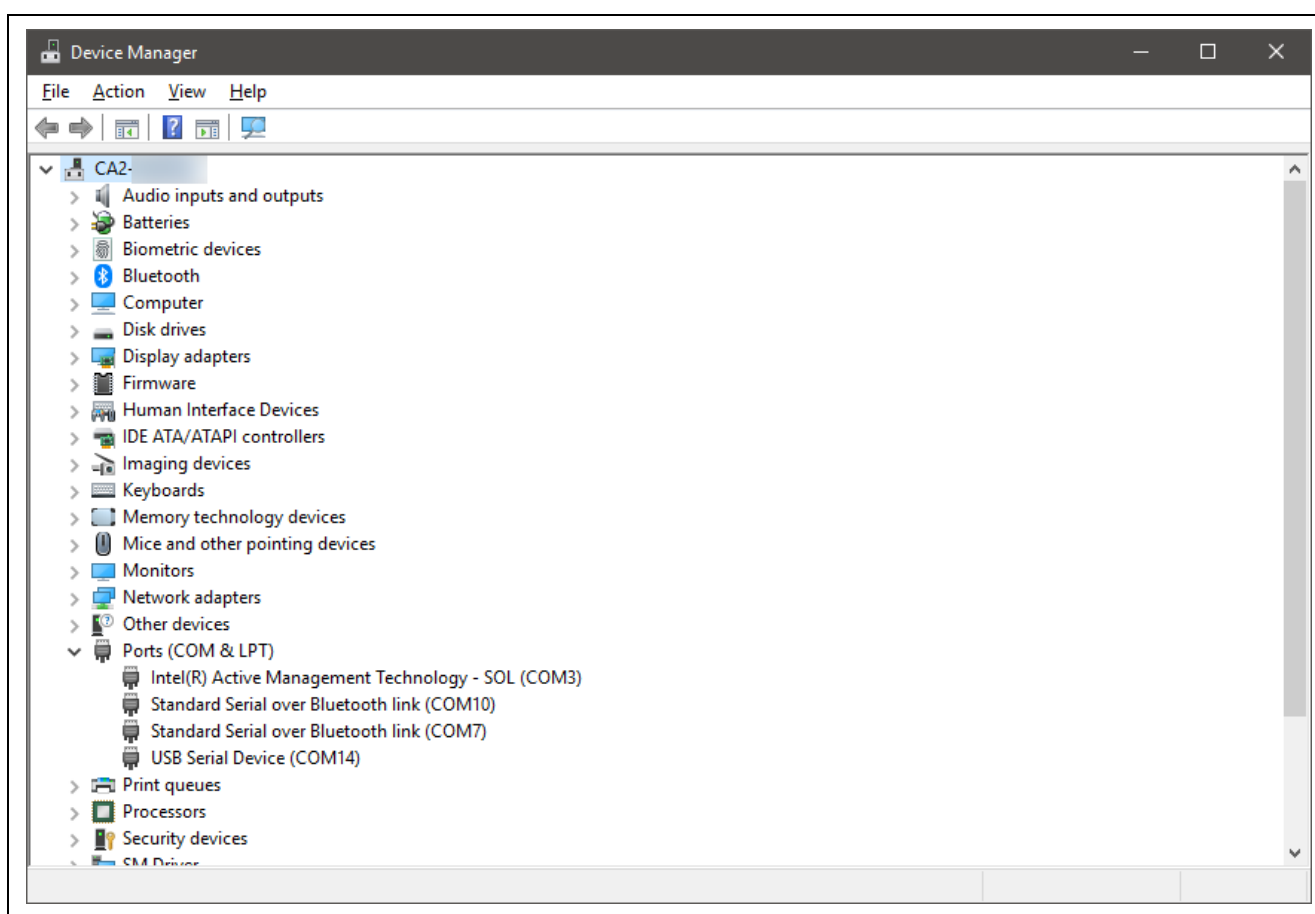 Device Manager
File Action View Help
CA2-
Audio inputs and outputs
Batteries
Biometric devices
Bluetooth
Computer
Disk drives
Display adapters
Firmware
Human Interface Devices
IDE ATA/ATAPI controllers
Imaging devices
Keyboards
Memory technology devices
Mice and other pointing devices
Monitors
Network adapters
Other devices
Ports (COM & LPT)
Intel(R) Active Management Technology - SOL (COM3)
Standard Serial over Bluetooth link (COM10)
Standard Serial over Bluetooth link (COM7)
USB Serial Device (COM14)
Print queues
Processors
Security devices
SM Driver